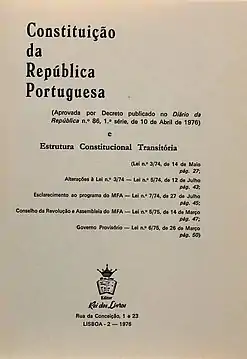 Constituição
da
República
Portuguesa
(Aprovada por Decreto publicado no Diário da
República n.º 86, 1.ª série, de 10 de Abril de 1976)
e
Estrutura Constitucional Transitória
(Lei n.º 3/74, de 14 de Maio
pág. 27;
Alterações à Lei n.º 3/74 — Lei n.º 5/74, de 12 de Julho
pág. 43;
Esclarecimento ao programa do MFA — Lei n.º 7/74, de 27 de Julho
pág. 45;
Conselho da Revolução e Assembleia do MFA — Lei n.º 5/75, de 14 de Março
pág. 47;
Governo Provisório — Lei n.º 6/75, de 26 de Março
pág. 50)
Editor
Rei dos Livros
Rua da Conceição, 1 a 23
LISBOA - 2 — 1976